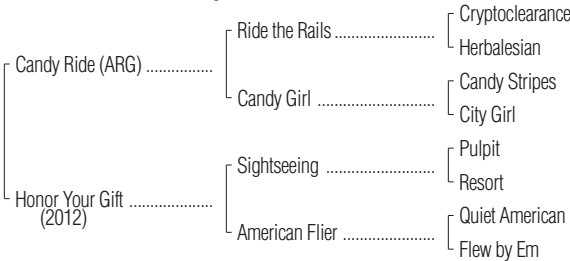 Cryptoclearance
Ride the Rails ........................
Herbalesian
Candy Ride (ARG) ................
Candy Stripes
Candy Girl ............................
City Girl
Pulpit
Sightseeing ..........................
Resort
Honor Your Gift ....................
(2012)
Quiet American
American Flier ......................
Flew by Em